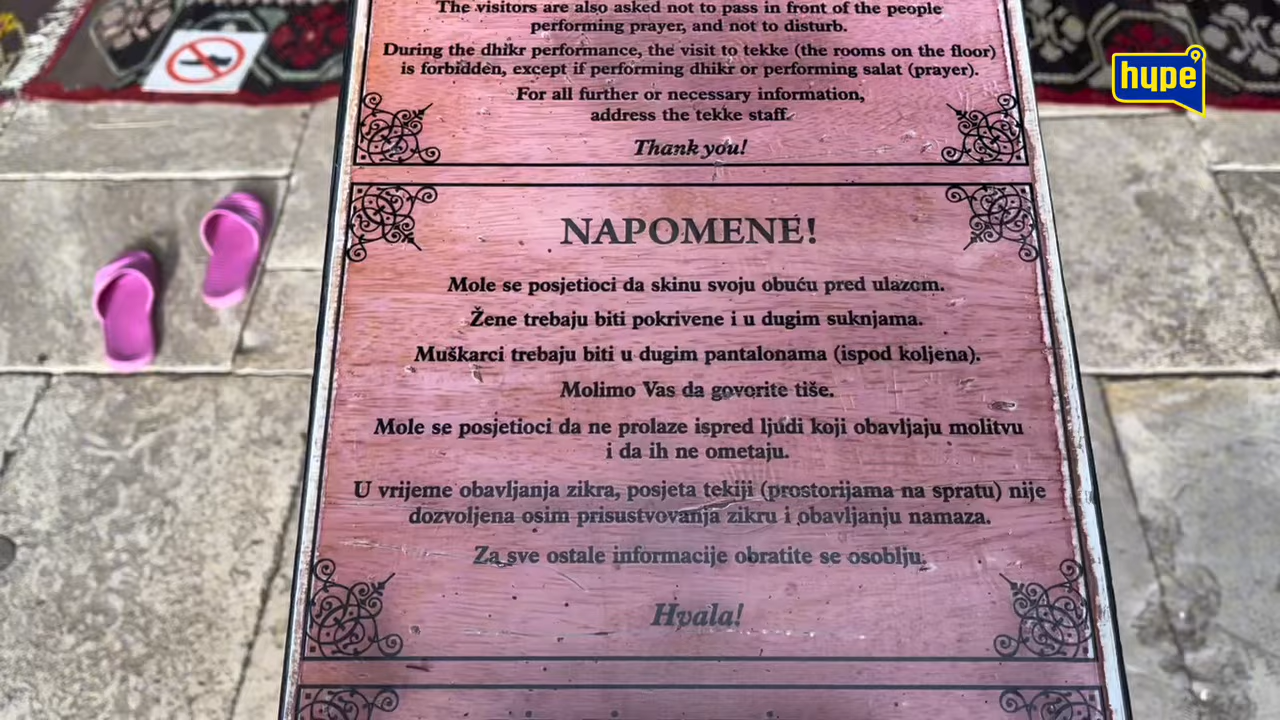 The visitors are also asked not to pass in front of the people
performing prayer, and not to disturb.
During the dhikr performance, the visit to tekke (the rooms on the floor)
is forbidden, except if performing dhikr or performing salat (prayer).
For all further or necessary information,
address the tekke staff.
Thank you!
hype
NAPOMENE!
Mole se posjetioci da skinu svoju obuću pred ulazom.
Žene trebaju biti pokrivene i u dugim suknjama.
Muškarci trebaju biti u dugim pantalonama (ispod koljena).
Molimo Vas da govorite tiše.
Mole se posjetioci da ne prolaze ispred ljudi koji obavljaju molitvu
i da ih ne ometaju.
U vrijeme obavljanja zikra, posjeta tekiji (prostorijama na spratu) nije
dozvoljena osim prisustvovanja zikru i obavljanju namaza.
Za sve ostale informacije obratite se osoblju.
Hvala!